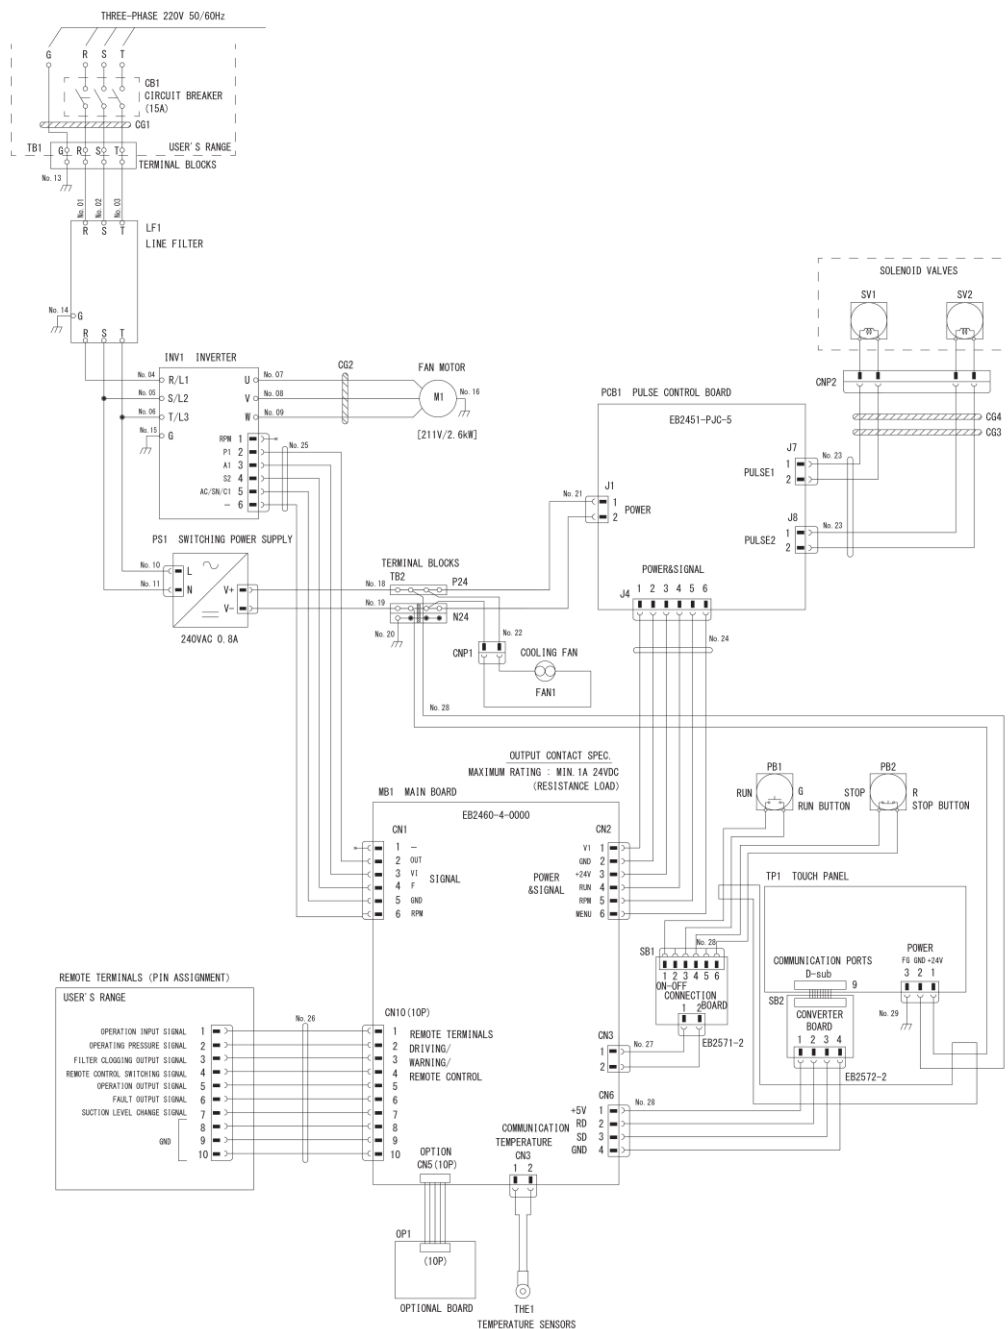 THREE-PHASE 220V 50/60Hz
G R S T
CB1
CIRCUIT BREAKER
(15A)
CG1
TB1
G R S T
USER'S RANGE
TERMINAL BLOCKS
No.13
No.01
No.02
No.03
R S T
LF1
LINE FILTER
No.14
G
R S T
INV1 INVERTER
No.04
R/L1
No.05
S/L2
No.06
T/L3
No.15
G
U
No.07
V
No.08
W
No.09
CG2
FAN MOTOR
M1
No.16
[211V/2.6kW]
RPM 1
P1 2
A1 3
S2 4
AC/SN/C1 5
- 6
No.25
PS1 SWITCHING POWER SUPPLY
No.10
L
No.11
N
V+
V-
240VAC 0.8A
TERMINAL BLOCKS
TB2
No.18
P24
No.19
N24
No.20
No.21
No.22
CNP1
COOLING FAN
FAN1
No.28
SOLENOID VALVES
SV1
SV2
CNP2
CG4
CG3
PCB1 PULSE CONTROL BOARD
EB2451-PJC-5
J1
1
2
POWER
J7
PULSE1
1
2
No.23
J8
PULSE2
1
2
No.23
POWER&SIGNAL
J4
1 2 3 4 5 6
No.24
OUTPUT CONTACT SPEC.
MAXIMUM RATING : MIN.1A 24VDC
(RESISTANCE LOAD)
MB1 MAIN BOARD
EB2460-4-0000
CN1
1 -
2 OUT
3 VI
4 F
5 GND
6 RPM
SIGNAL
CN2
POWER
&SIGNAL
V1 1
GND 2
+24V 3
RUN 4
RPM 5
MENU 6
PB1
RUN
G
RUN BUTTON
PB2
STOP
R
STOP BUTTON
TP1 TOUCH PANEL
COMMUNICATION PORTS
D-sub
9
POWER
FG GND +24V
3 2 1
No.29
SB1
No.28
1 2 3 4 5 6
ON-OFF
CONNECTION
BOARD
1 2
EB2571-2
SB2
CONVERTER
BOARD
1 2 3 4
EB2572-2
CN3
1
2
No.27
CN6
+5V 1
RD 2
SD 3
GND 4
No.28
COMMUNICATION
TEMPERATURE
CN3
1 2
REMOTE TERMINALS (PIN ASSIGNMENT)
USER'S RANGE
OPERATION INPUT SIGNAL 1
OPERATING PRESSURE SIGNAL 2
FILTER CLOGGING OUTPUT SIGNAL 3
REMOTE CONTROL SWITCHING SIGNAL 4
OPERATION OUTPUT SIGNAL 5
FAULT OUTPUT SIGNAL 6
SUCTION LEVEL CHANGE SIGNAL 7
8
GND 9
10
No.26
CN10(10P)
1
2
3
4
5
6
7
8
9
10
REMOTE TERMINALS
DRIVING/
WARNING/
REMOTE CONTROL
OPTION
CN5(10P)
OP1
(10P)
OPTIONAL BOARD
THE1
TEMPERATURE SENSORS